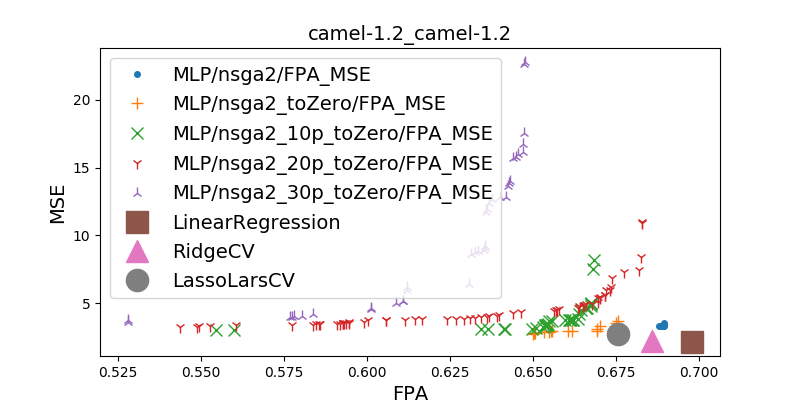 camel-1.2_camel-1.2
MLP/nsga2/FPA_MSE
MLP/nsga2_toZero/FPA_MSE
MLP/nsga2_10p_toZero/FPA_MSE
MLP/nsga2_20p_toZero/FPA_MSE
MLP/nsga2_30p_toZero/FPA_MSE
LinearRegression
RidgeCV
LassoLarsCV
MSE
20
15
10
5
0.525 0.550 0.575 0.600 0.625 0.650 0.675 0.700
FPA